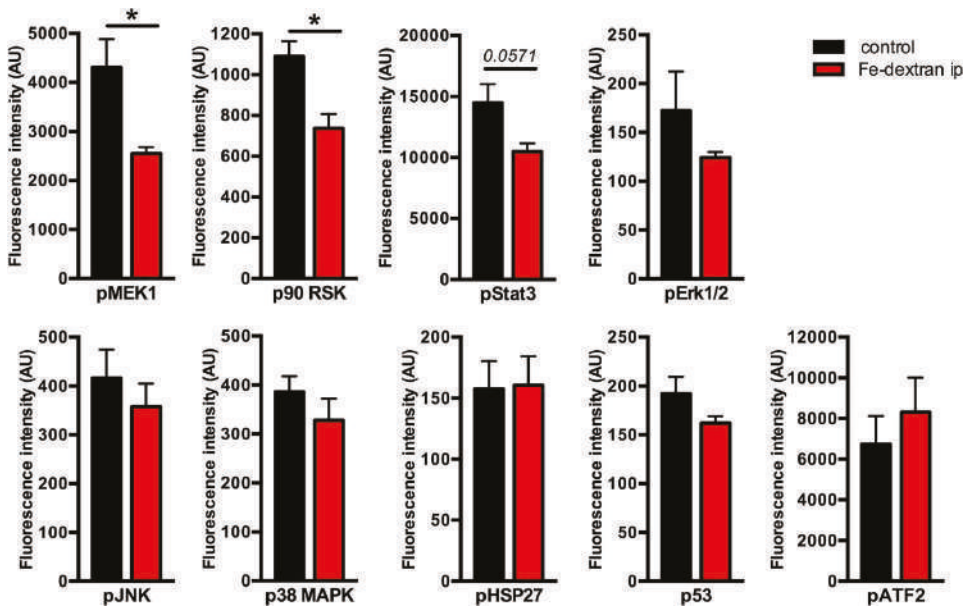 5000
4000
3000
2000
1000
0
Fluorescence intensity (AU)
*
pMEK1
1200
1000
800
600
400
200
0
Fluorescence intensity (AU)
*
p90 RSK
20000
15000
10000
5000
0
Fluorescence intensity (AU)
0.0571
pStat3
250
200
150
100
50
0
Fluorescence intensity (AU)
pErk1/2
control
Fe-dextran ip
500
400
300
200
100
0
Fluorescence intensity (AU)
pJNK
500
400
300
200
100
0
Fluorescence intensity (AU)
p38 MAPK
200
150
100
50
0
Fluorescence intensity (AU)
pHSP27
250
200
150
100
50
0
Fluorescence intensity (AU)
p53
12000
10000
8000
6000
4000
2000
0
Fluorescence intensity (AU)
pATF2